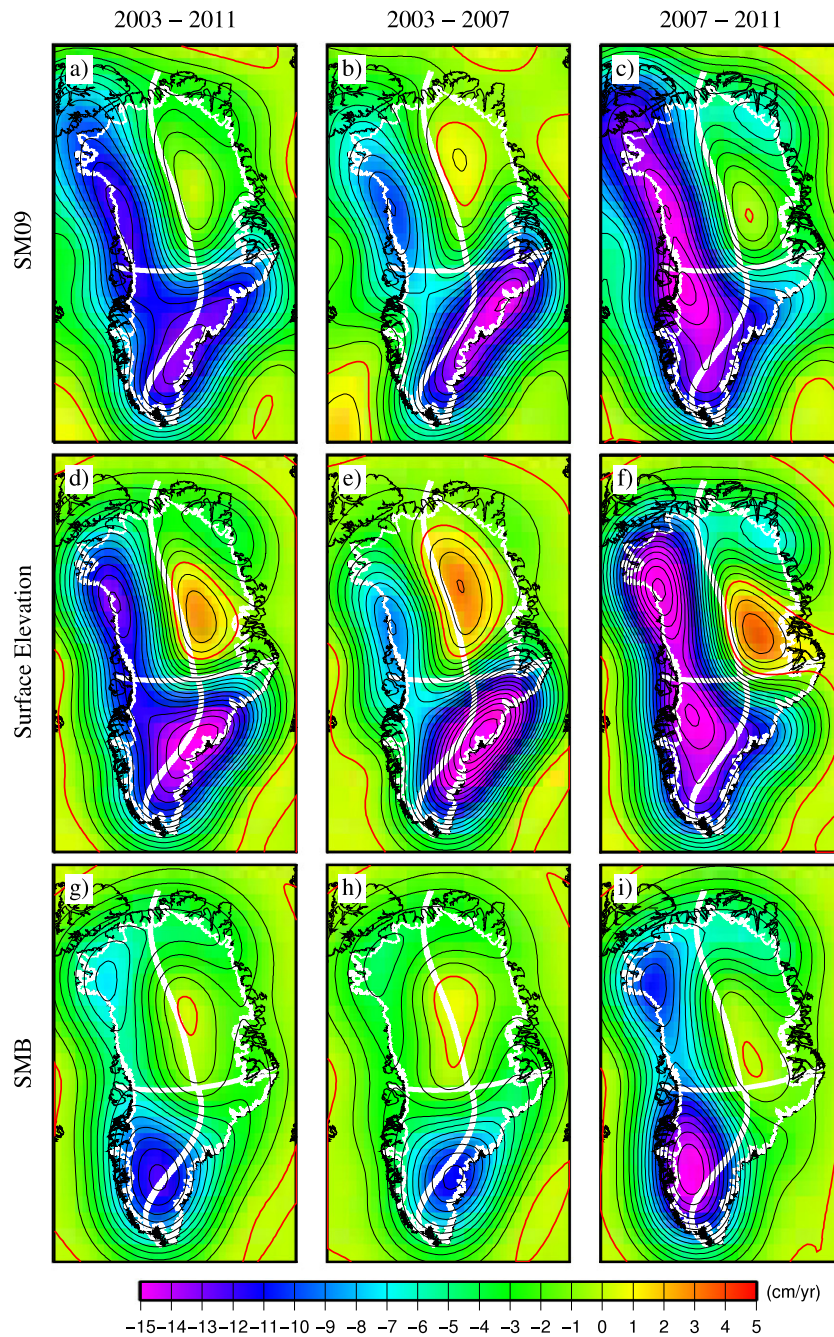 2003 – 2011 2003 – 2007 2007 – 2011
SM09
a) b) c)
Surface Elevation
d) e) f)
SMB
g) h) i)
−15 −14 −13 −12 −11 −10 −9 −8 −7 −6 −5 −4 −3 −2 −1 0 1 2 3 4 5 (cm/yr)